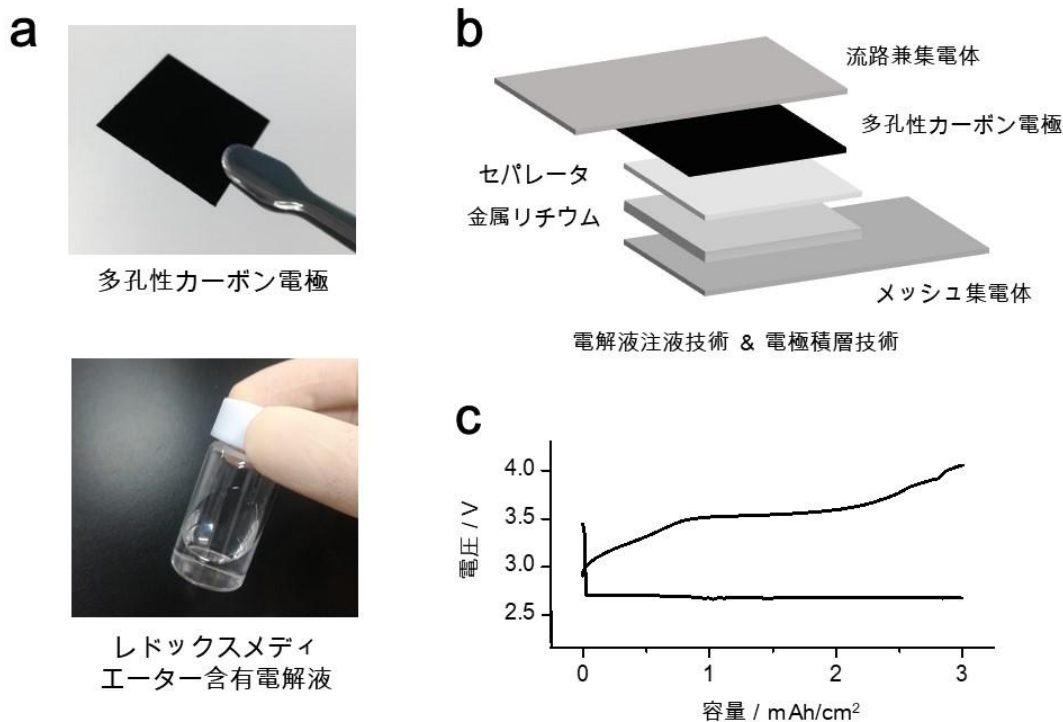 a
多孔性カーボン電極
レドックスメディ
エーター含有電解液
b
流路兼集電体
多孔性カーボン電極
セパレータ
金属リチウム
メッシュ集電体
電解液注液技術 & 電極積層技術
c
電圧 / V
4.0
3.5
3.0
2.5
0 1 2 3
容量 / mAh/cm²